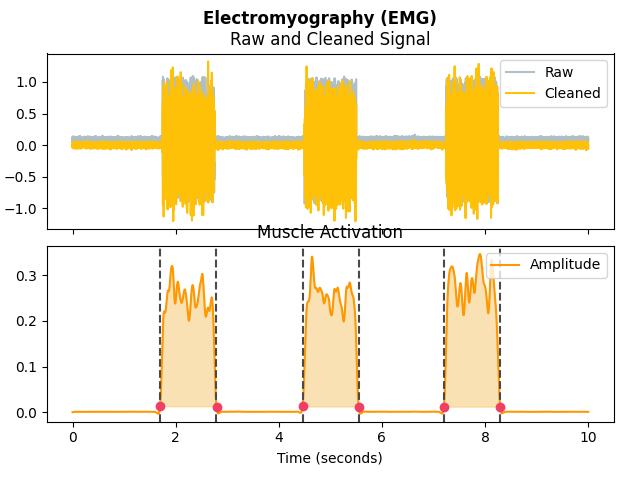 Electromyography (EMG)
Raw and Cleaned Signal
Raw
Cleaned
1.0
0.5
0.0
−0.5
−1.0
Muscle Activation
Amplitude
0.3
0.2
0.1
0.0
0 2 4 6 8 10
Time (seconds)